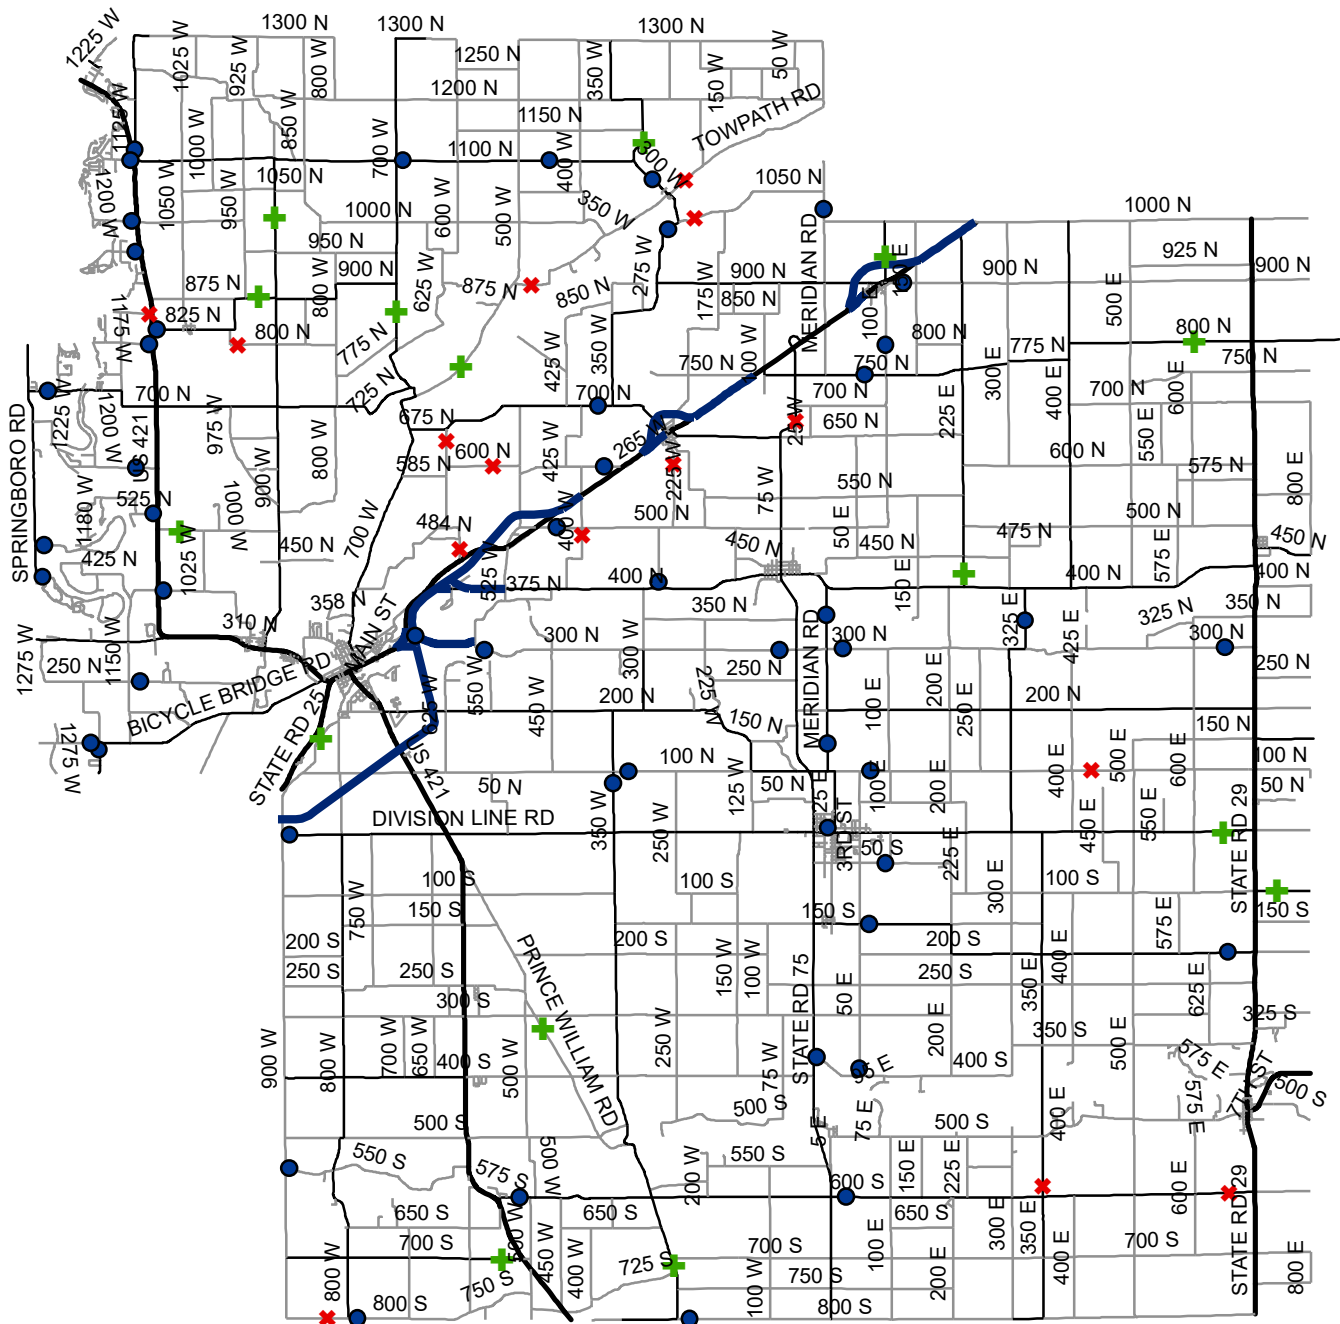 1300 N
1300 N
1300 N
1225 W
1025 W
925 W
800 W
1250 N
350 W
50 W
150 W
1200 N
1125 W
850 W
1150 N
TOWPATH RD
1000 W
700 W
1100 N
400 W
300 W
1050 N
1050 N
1200 W
1050 W
950 W
1000 N
600 W
500 W
350 W
1000 N
MERIDIAN RD
950 N
925 N
900 N
275 W
900 N
900 N
900 N
875 N
800 W
625 W
875 N
850 N
175 W
850 N
100 E
500 E
825 N
1175 W
800 N
775 N
350 W
425 W
800 N
775 N
800 N
750 N
750 N
100 W
750 N
300 E
400 E
700 N
725 N
700 N
700 N
700 N
600 E
SPRINGBORO RD
1225 W
1200 W
US 421
975 W
800 W
675 N
25 W
650 N
225 E
550 E
265 W
600 N
585 N
425 W
225 W
600 N
575 N
800 E
900 W
1000 W
75 W
550 N
525 N
1180 W
700 W
484 N
400 W
500 N
50 E
475 N
500 N
575 E
450 N
425 N
1025 W
450 N
525 W
450 N
450 N
375 N
400 N
150 E
400 N
400 N
358 N
MAIN ST
350 N
325 E
425 E
325 N
350 N
310 N
300 N
300 W
MERIDIAN RD
300 N
300 N
1275 W
250 N
1150 W
BICYCLE BRIDGE RD
550 W
250 N
200 E
250 E
250 N
625 W
450 W
200 N
225 W
100 E
200 N
STATE RD 25
150 N
150 N
1275 W
US 421
100 N
400 E
500 E
600 E
100 N
50 N
125 W
50 N
25 E
100 E
200 E
50 N
DIVISION LINE RD
350 W
250 W
3RD ST
50 S
225 E
450 E
550 E
STATE RD 29
100 S
100 S
300 E
100 S
750 W
150 S
150 S
575 E
150 S
200 S
PRINCE WILLIAM RD
200 S
200 S
400 E
250 S
250 S
150 W
100 W
STATE RD 75
50 E
250 S
350 E
625 E
300 S
325 S
900 W
800 W
700 W
650 W
400 S
500 W
250 W
75 W
95 E
200 E
400 S
350 S
500 E
575 E
7TH ST
500 S
500 S
500 S
5 E
75 E
500 S
400 E
575 E
550 S
575 S
500 W
200 W
550 S
600 S
150 E
225 E
600 E
650 S
650 S
650 S
300 E
350 E
STATE RD 29
700 S
500 W
450 W
400 W
725 S
700 S
100 E
700 S
800 W
750 S
100 W
750 S
200 E
400 E
800 E
800 S
800 S